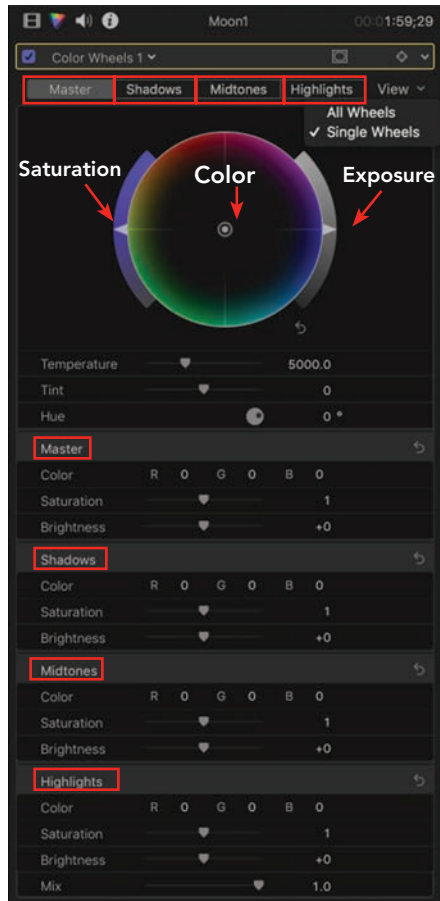 Moon1 00:01:59;29
Color Wheels 1
Master Shadows Midtones Highlights View
All Wheels
✓ Single Wheels
Saturation Color Exposure
Temperature 5000.0
Tint 0
Hue 0 °
Master
Color R 0 G 0 B 0
Saturation 1
Brightness +0
Shadows
Color R 0 G 0 B 0
Saturation 1
Brightness +0
Midtones
Color R 0 G 0 B 0
Saturation 1
Brightness +0
Highlights
Color R 0 G 0 B 0
Saturation 1
Brightness +0
Mix 1.0